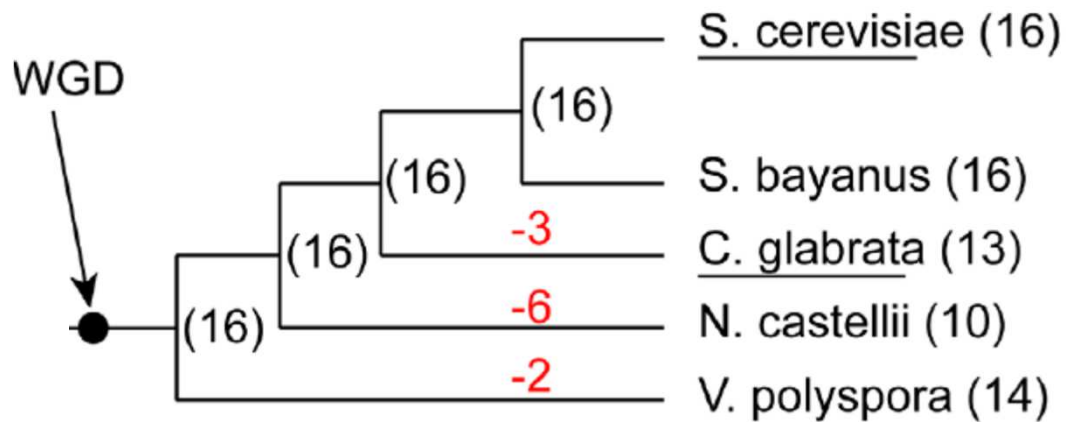 S. cerevisiae (16)
WGD
(16)
(16)
S. bayanus (16)
-3
(16)
C. glabrata (13)
-6
(16)
N. castellii (10)
-2
V. polyspora (14)